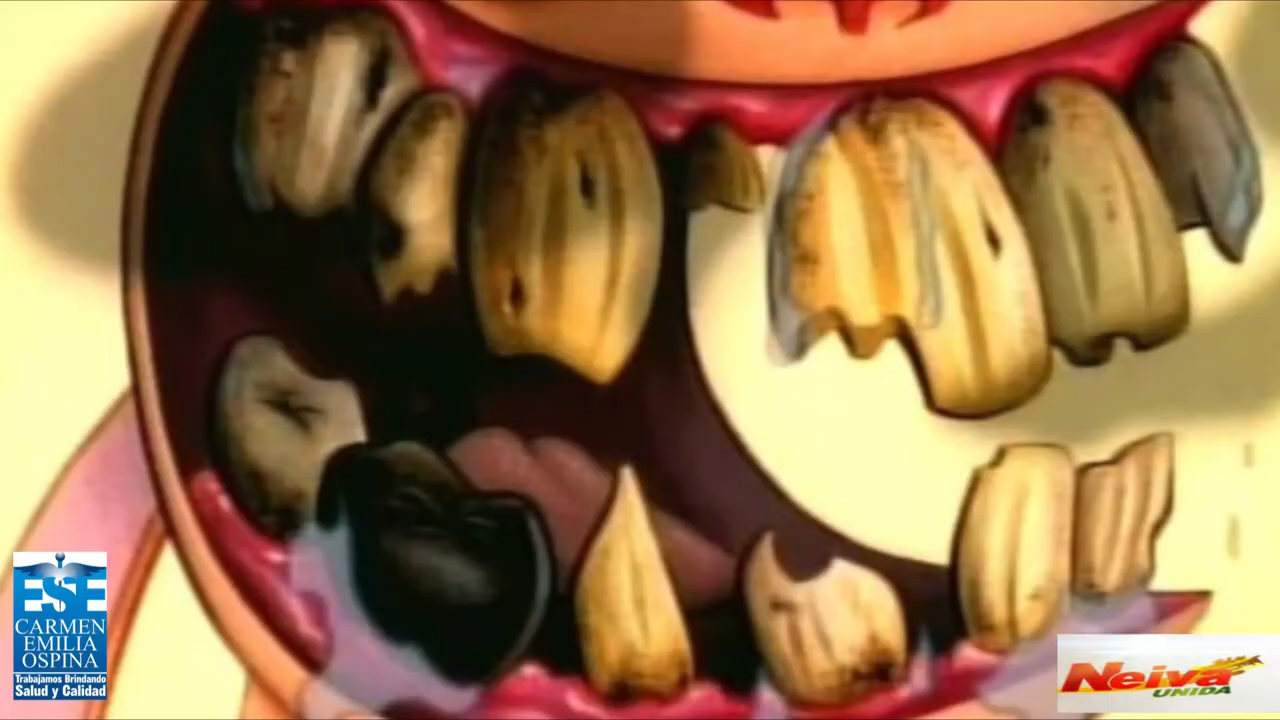 ESE
CARMEN
EMILIA
OSPINA
Trabajamos Brindando
Salud y Calidad
Neiva
UNIDA